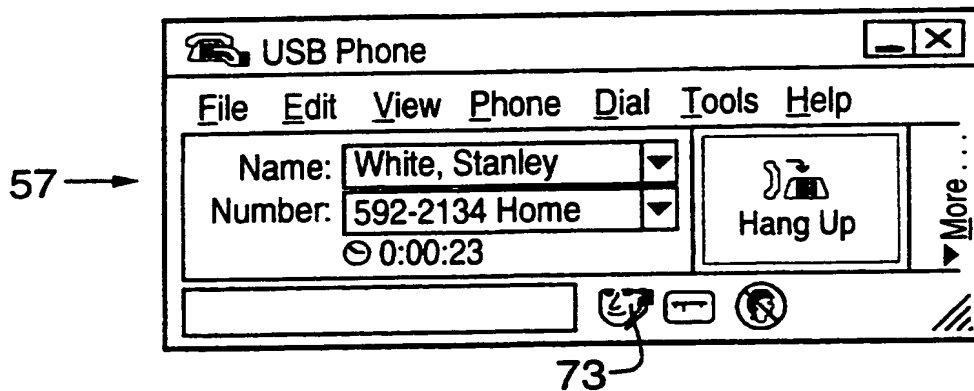 USB Phone
File Edit View Phone Dial Tools Help
57
Name: White, Stanley
Number: 592-2134 Home
0:00:23
Hang Up
More...
73